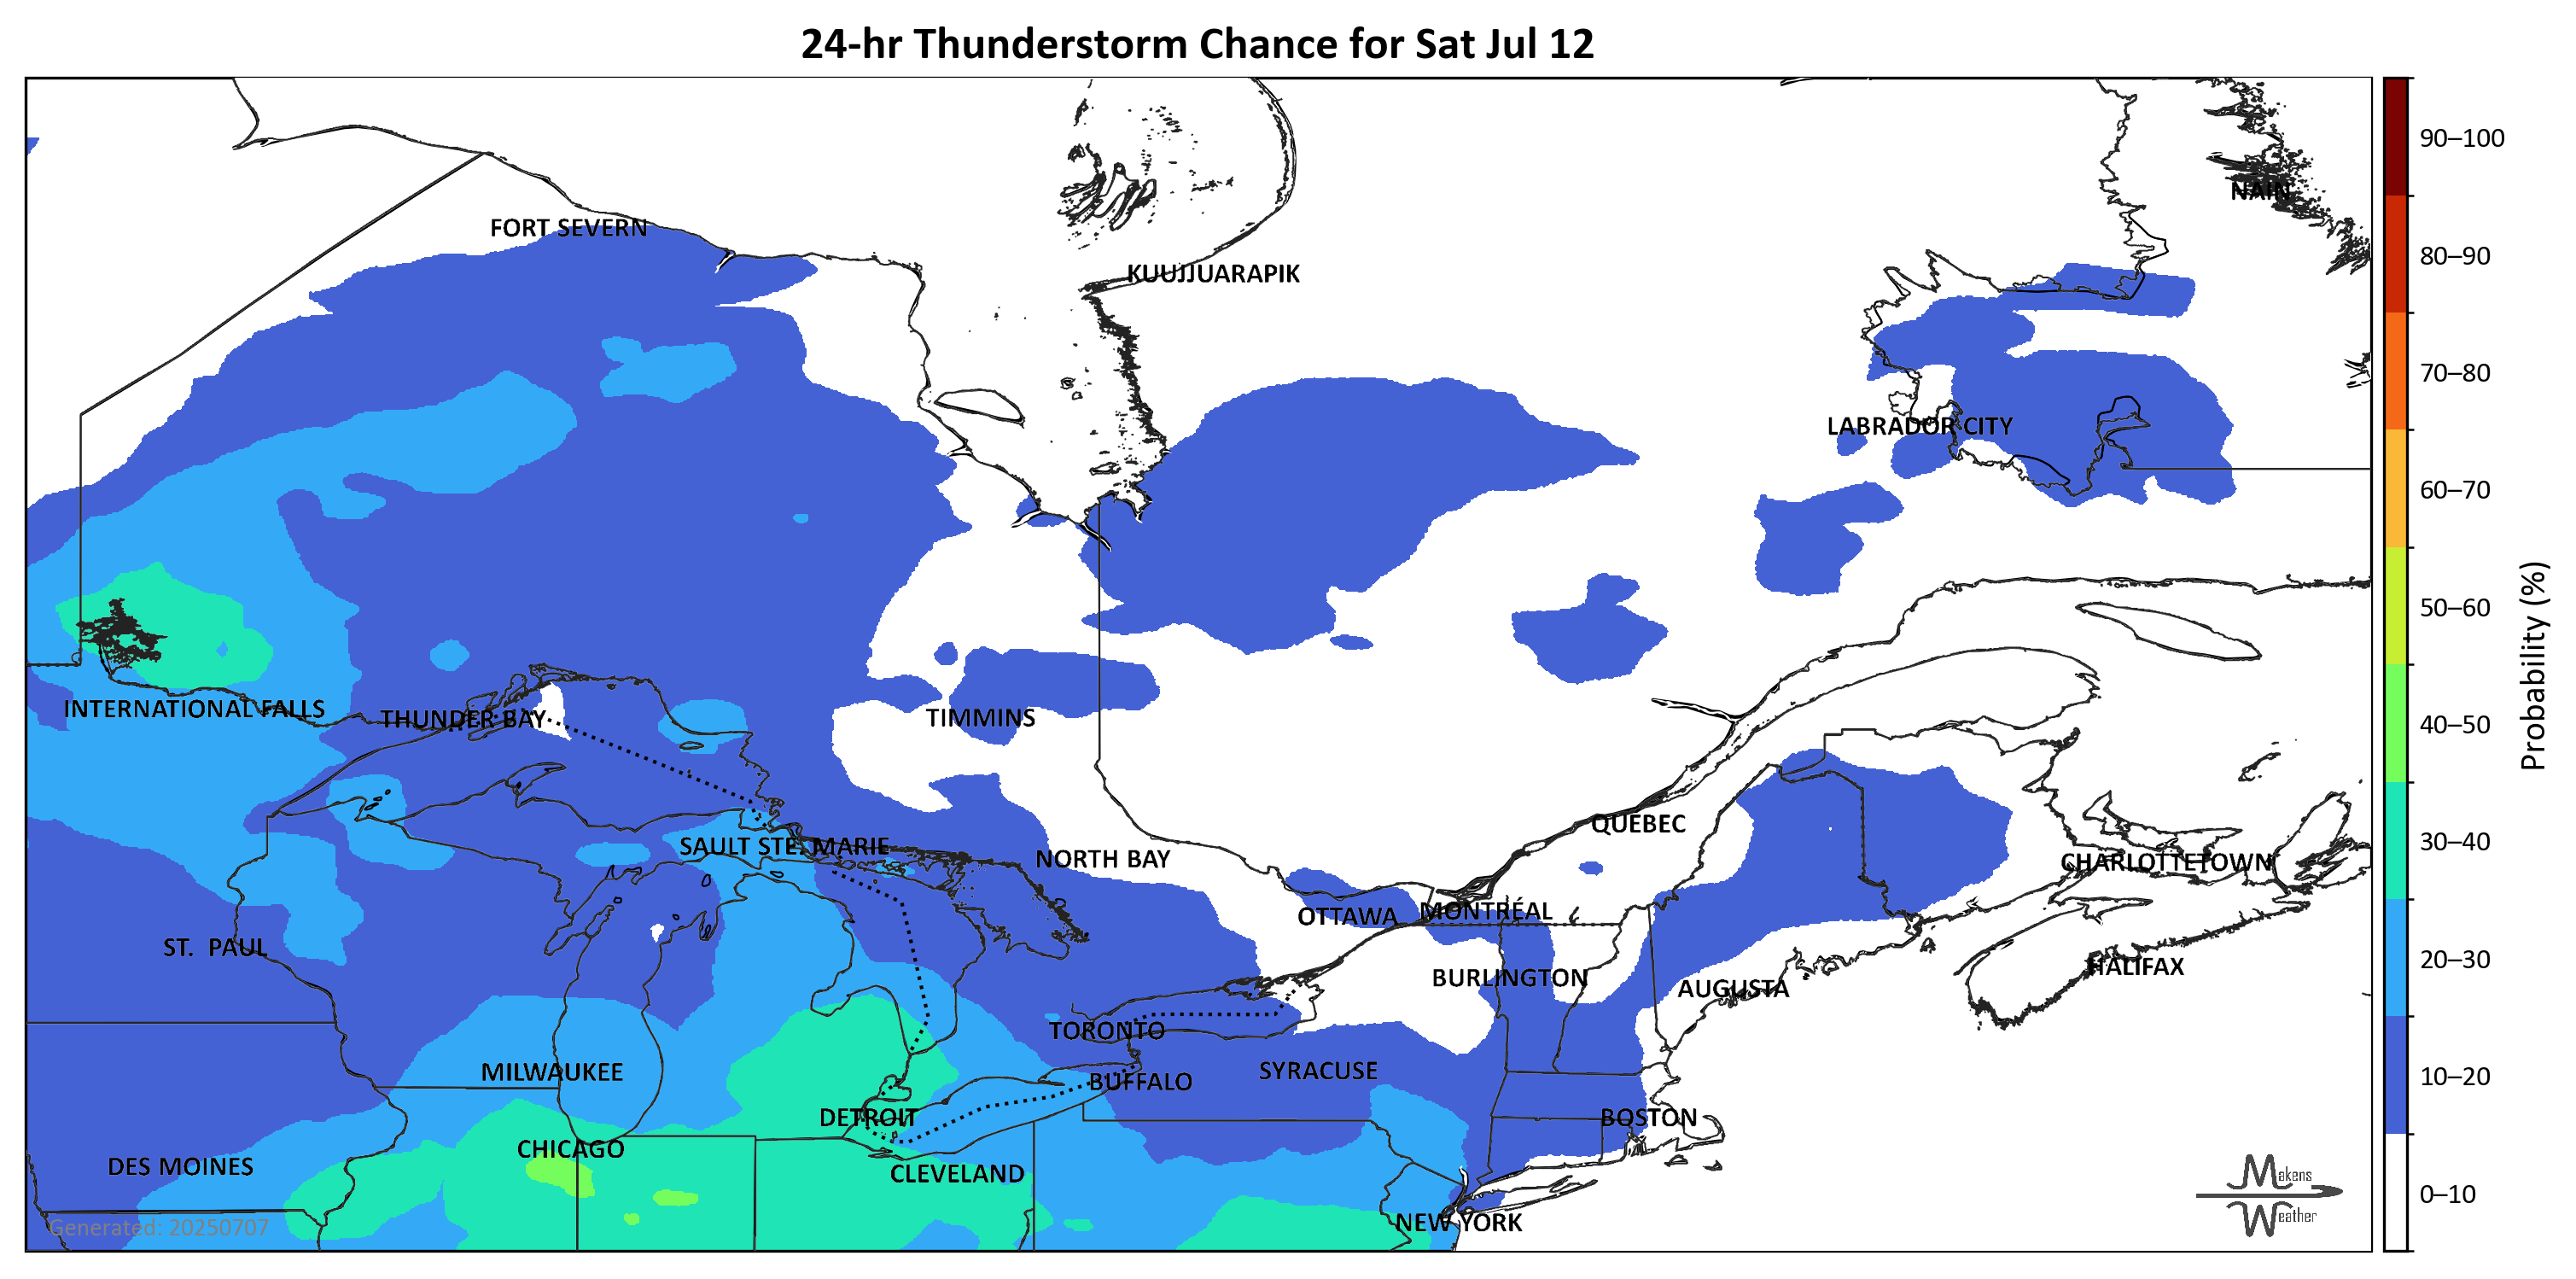 24-hr Thunderstorm Chance for Sat Jul 12
90–100
NAIN
FORT SEVERN
80–90
KUUJJUARAPIK
70–80
LABRADOR CITY
60–70
50–60
Probability (%)
INTERNATIONAL FALLS
THUNDER BAY
TIMMINS
40–50
QUEBEC
SAULT STE. MARIE
NORTH BAY
CHARLOTTETOWN
30–40
OTTAWA
MONTRÉAL
ST. PAUL
20–30
HALIFAX
BURLINGTON
AUGUSTA
TORONTO
MILWAUKEE
SYRACUSE
BUFFALO
10–20
DETROIT
BOSTON
CHICAGO
DES MOINES
CLEVELAND
Makens
Weather
0–10
Generated: 20250707
NEW YORK